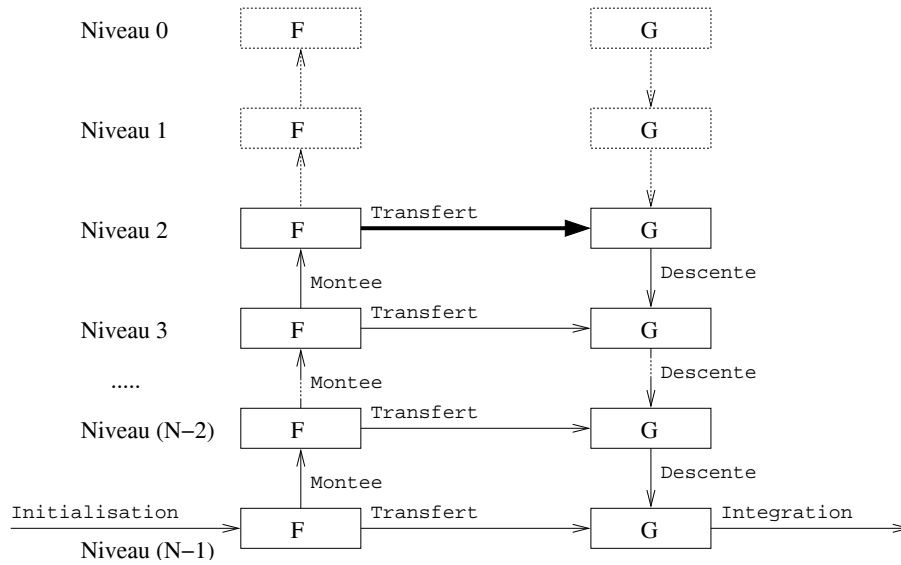 Niveau 0 F G
Niveau 1 F G
Transfert
Niveau 2 F G
Montee Descente
Transfert
Niveau 3 F G
..... Montee Descente
Transfert
Niveau (N−2) F G
Montee Descente
Initialisation Transfert Integration
F G
Niveau (N−1)